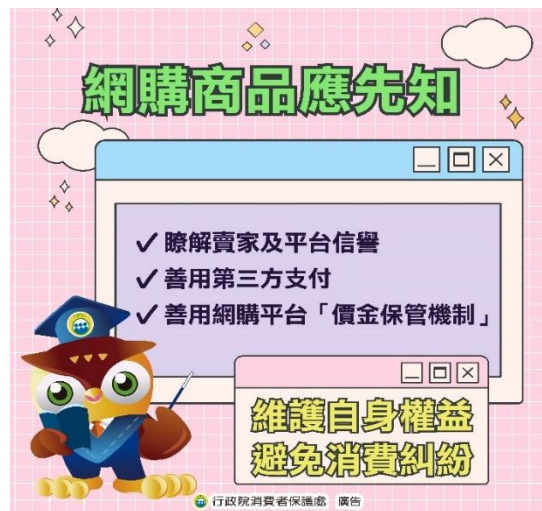 網購商品應先知
✓ 瞭解賣家及平台信譽
✓ 善用第三方支付
✓ 善用網購平台「價金保管機制」
維護自身權益
避免消費糾紛
行政院消費者保護處 廣告